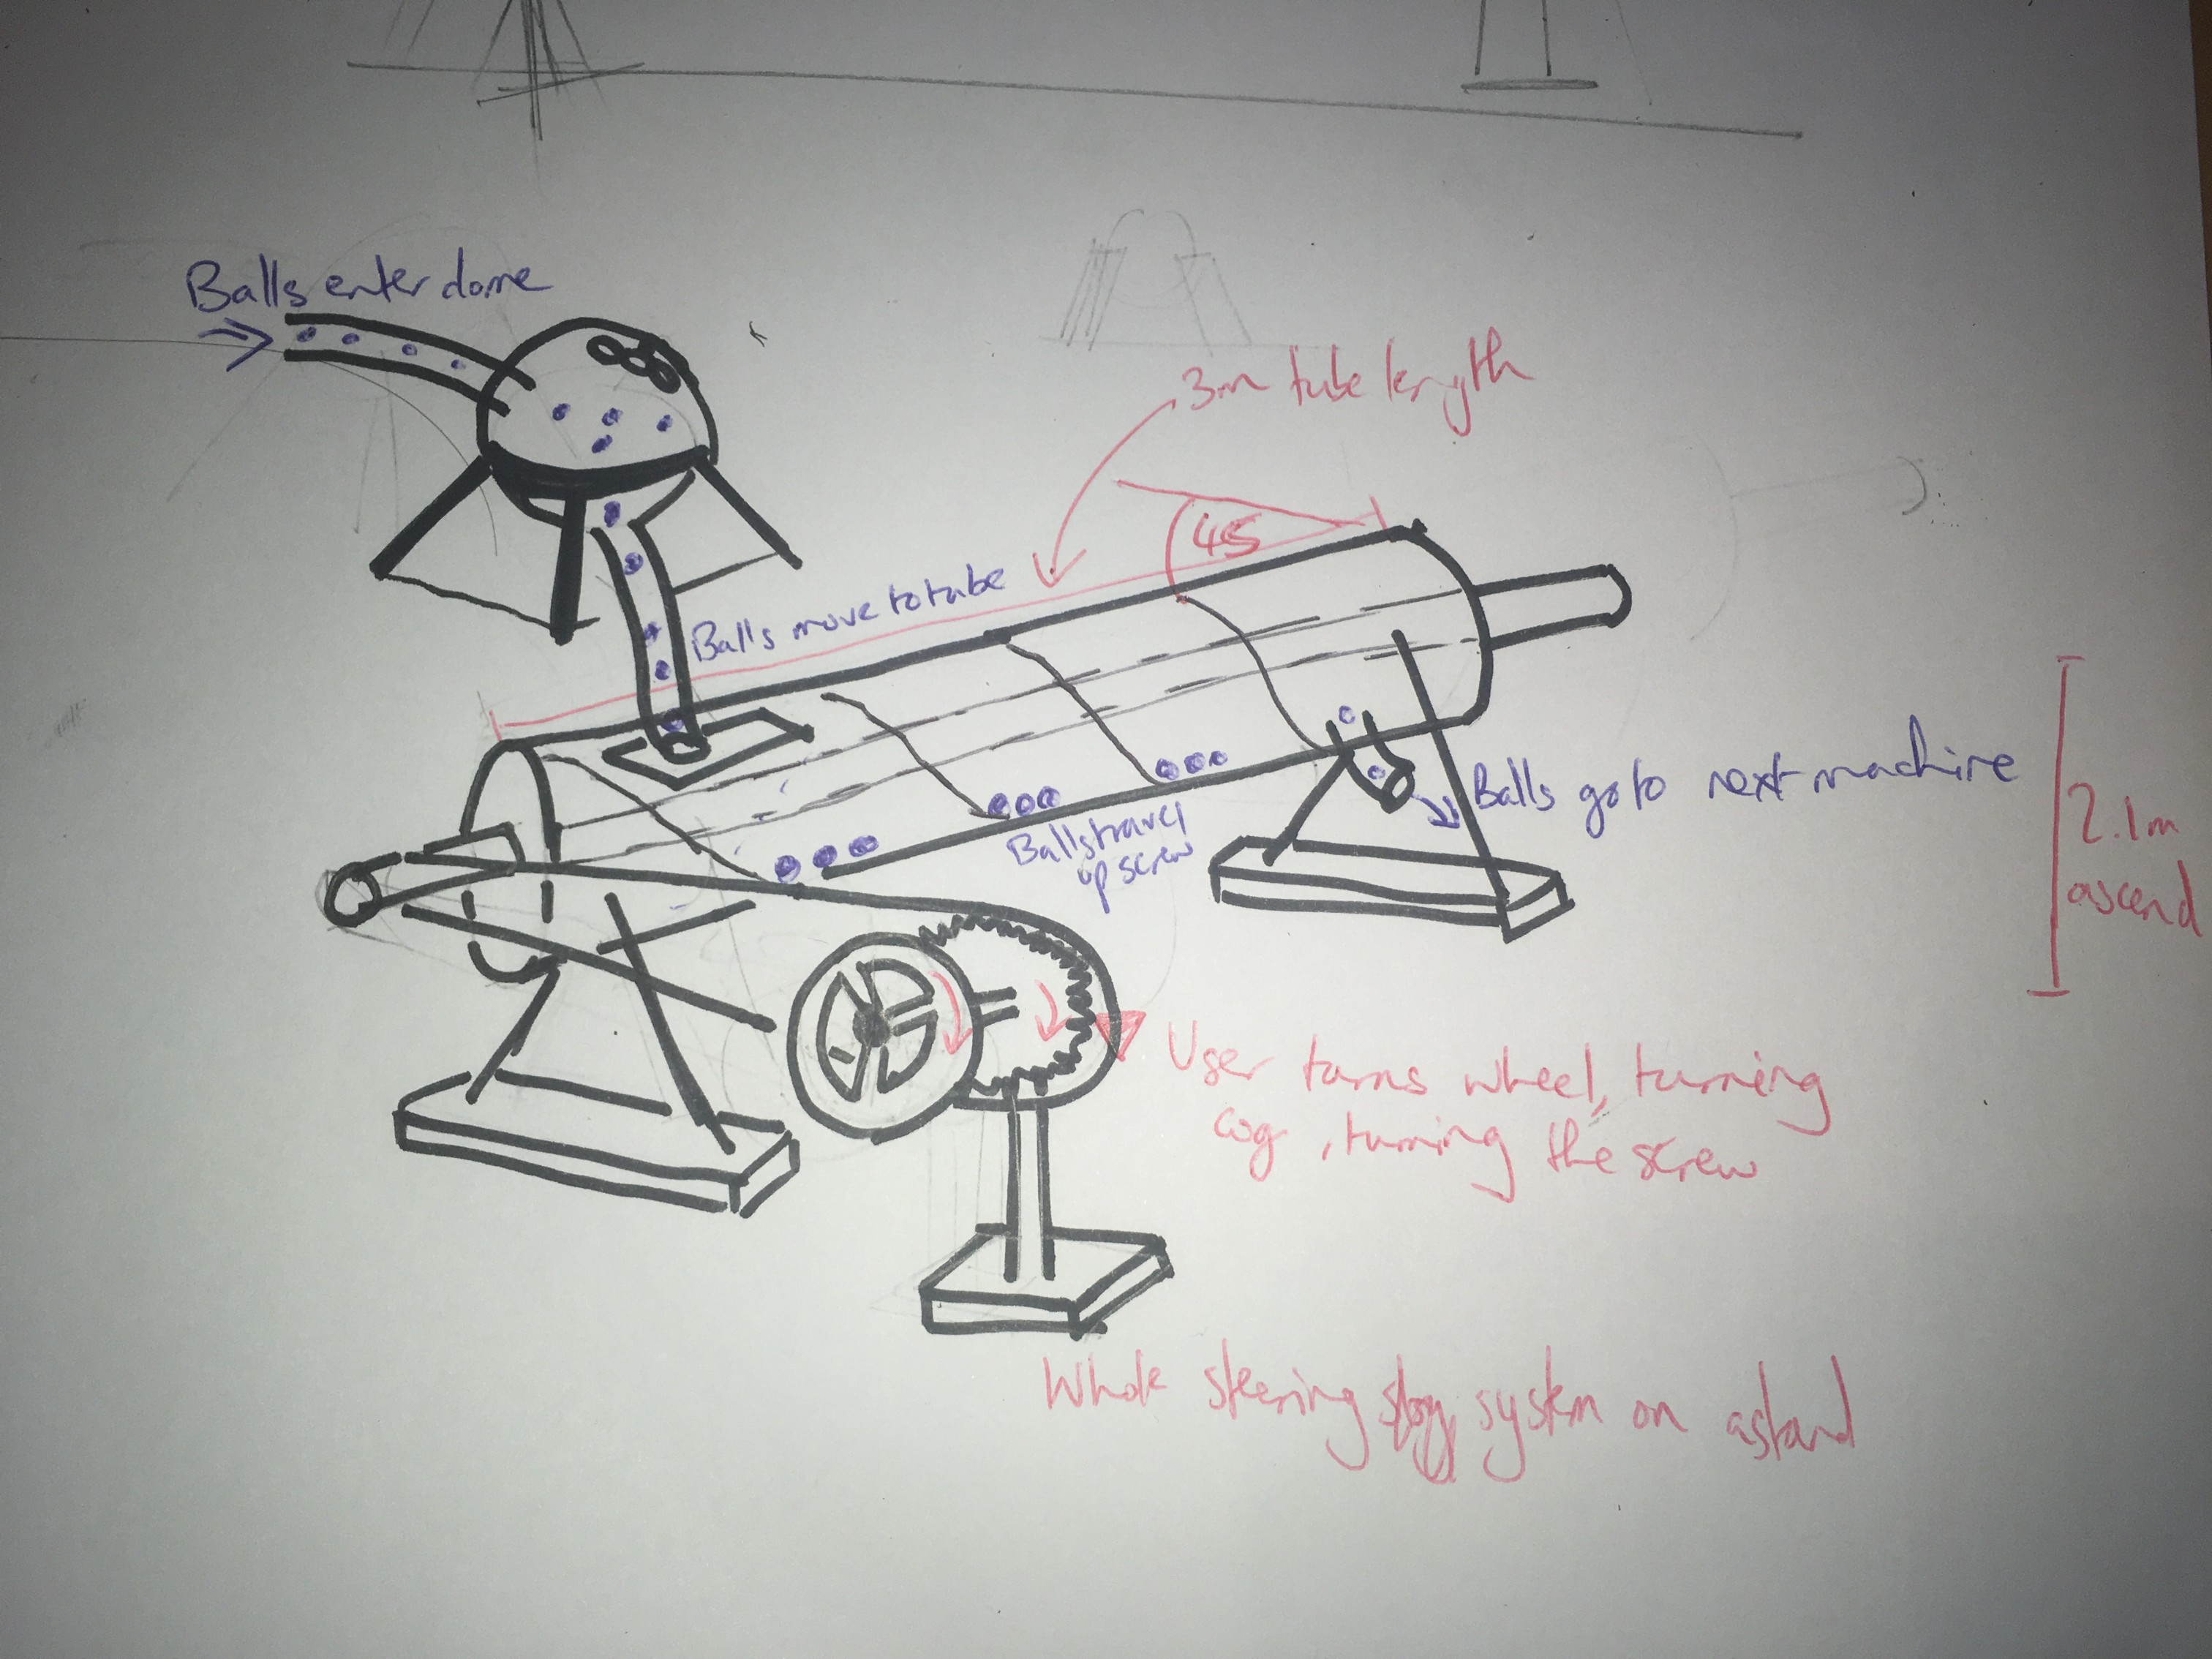 Balls enter dome
3m tube length
45
Balls move to tube
Balls travel
up screw
Balls go to next machine
2.1m
ascend
User turns wheel, turning
cog, turning the screw
Whole steering system on a stand